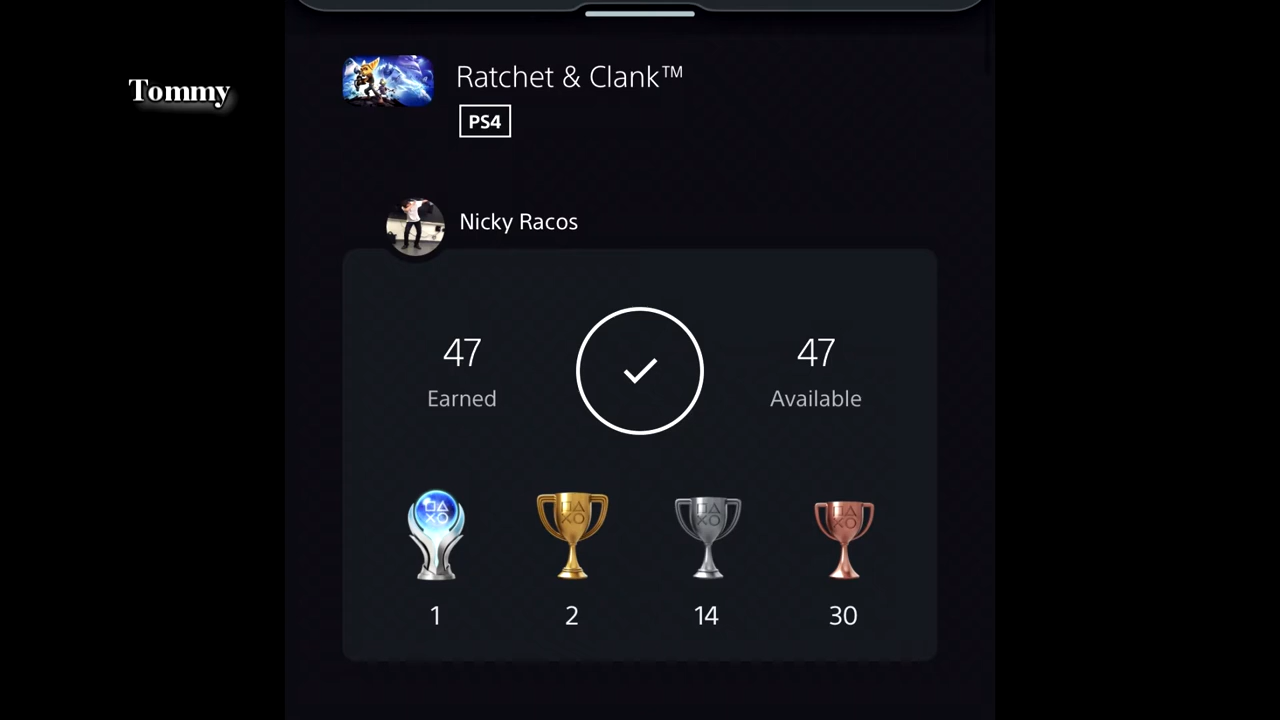 Tommy
Ratchet & Clank™
PS4
Nicky Racos
47
47
Earned
Available
1
2
14
30